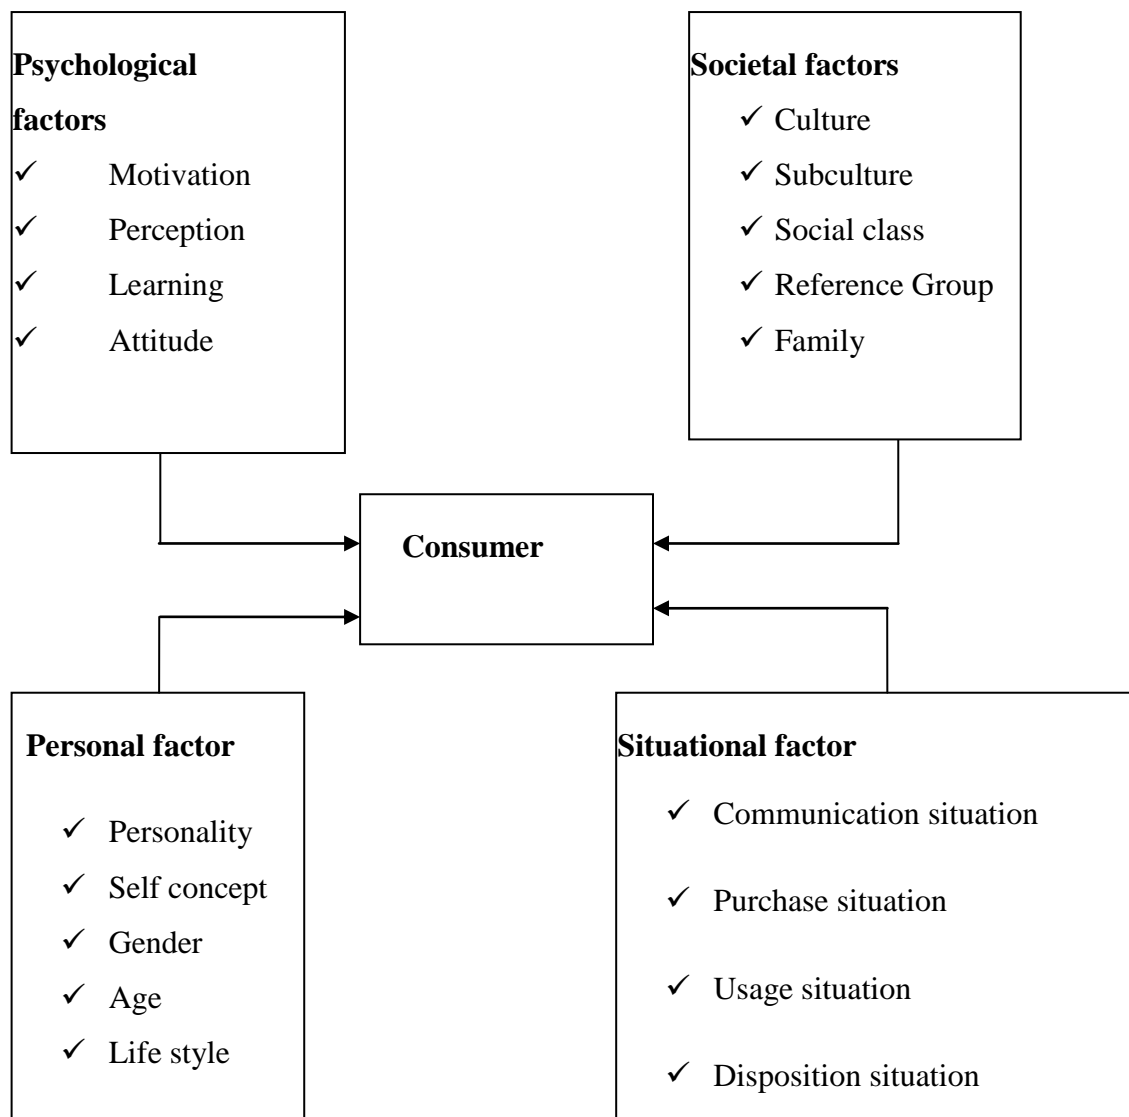 Psychological
factors
✓ Motivation
✓ Perception
✓ Learning
✓ Attitude
Societal factors
✓ Culture
✓ Subculture
✓ Social class
✓ Reference Group
✓ Family
Consumer
Personal factor
✓ Personality
✓ Self concept
✓ Gender
✓ Age
✓ Life style
Situational factor
✓ Communication situation
✓ Purchase situation
✓ Usage situation
✓ Disposition situation